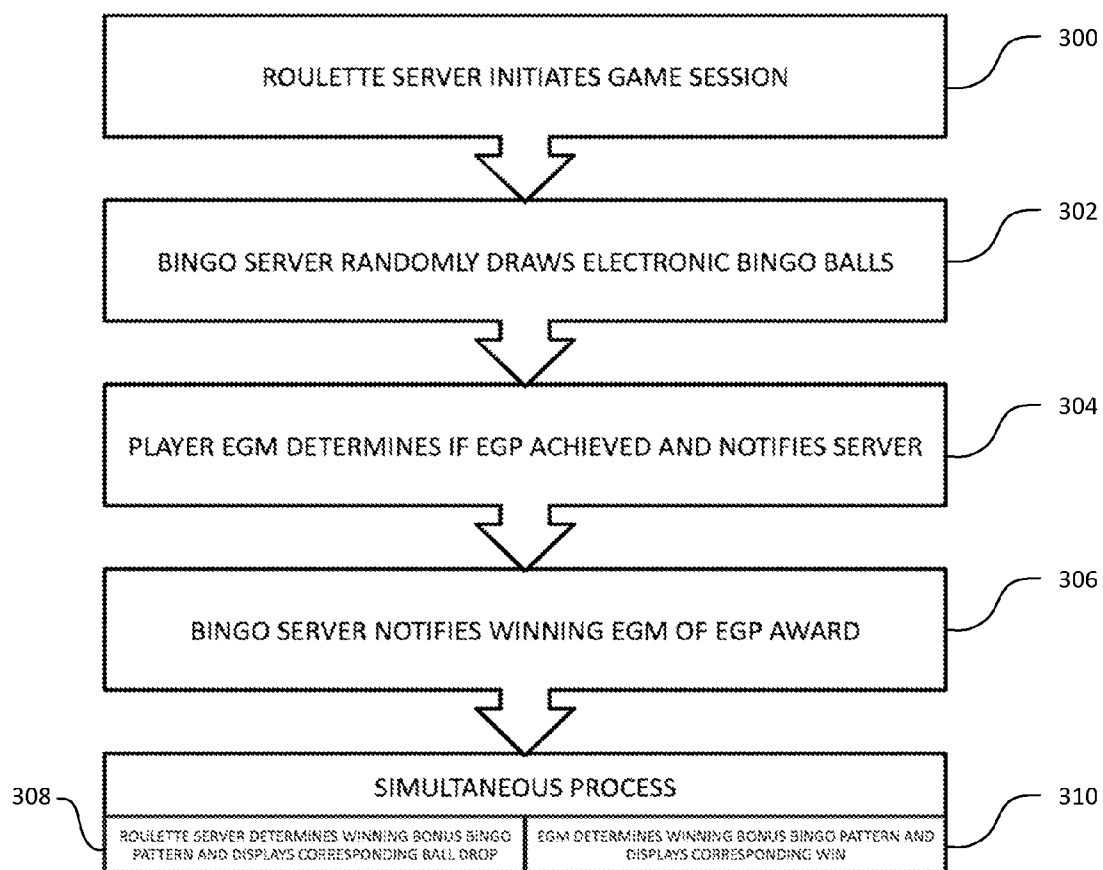 ROULETTE SERVER INITIATES GAME SESSION
300
BINGO SERVER RANDOMLY DRAWS ELECTRONIC BINGO BALLS
302
PLAYER EGM DETERMINES IF EGP ACHIEVED AND NOTIFIES SERVER
304
BINGO SERVER NOTIFIES WINNING EGM OF EGP AWARD
306
SIMULTANEOUS PROCESS
308
ROULETTE SERVER DETERMINES WINNING BONUS BINGO
PATTERN AND DISPLAYS CORRESPONDING BALL DROP
EGM DETERMINES WINNING BONUS BINGO PATTERN AND
DISPLAYS CORRESPONDING WIN
310